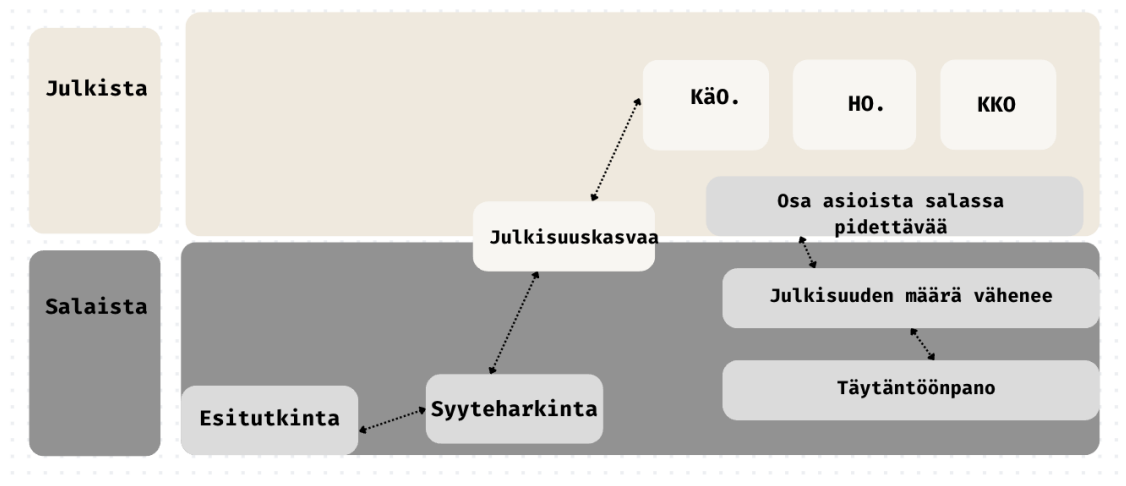 Julkista
KäO.
HO.
KKO
Osa asioista salassa
pidettävää
Julkisuuskasvaa
Salaista
Julkisuuden määrä vähenee
Täytäntöönpano
Esitutkinta
Syyteharkinta